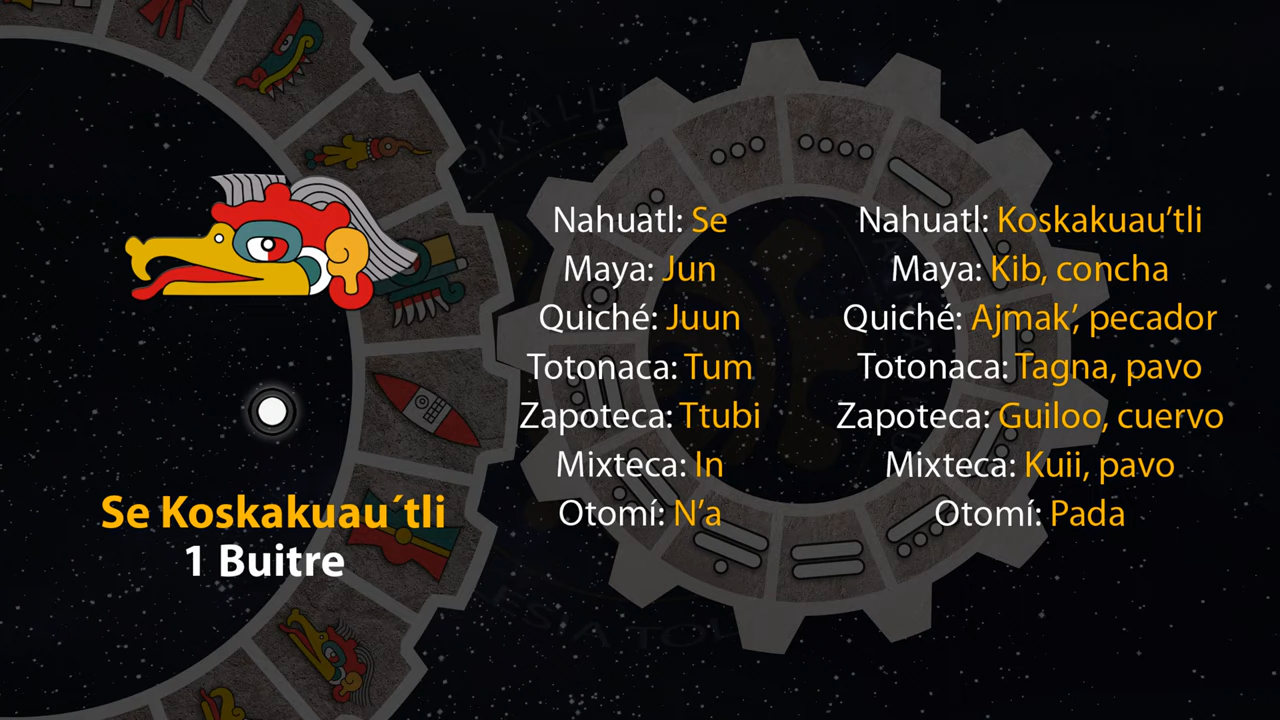 Nahuatl: Se
Maya: Jun
Quiché: Juun
Totonaca: Tum
Zapoteca: Ttubi
Mixteca: In
Otomí: N’a
Nahuatl: Koskakuau’tli
Maya: Kib, concha
Quiché: Ajmak’, pecador
Totonaca: Tagna, pavo
Zapoteca: Guiloo, cuervo
Mixteca: Kuii, pavo
Otomí: Pada
Se Koskakuau´tli
1 Buitre